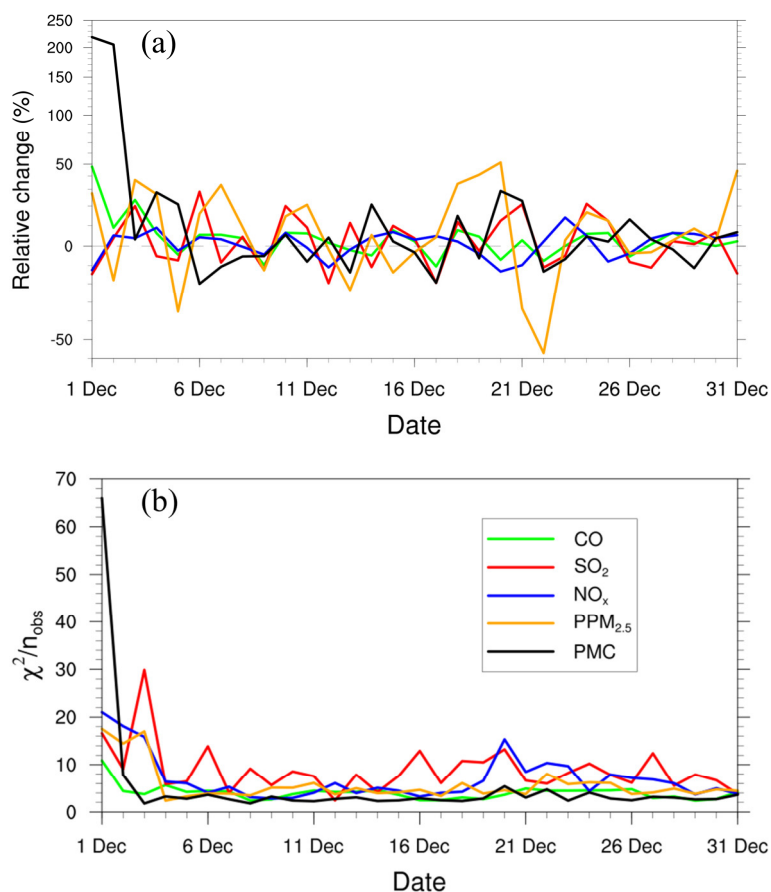 (a)
Relative change (%)
250
200
150
100
50
0
-50
1 Dec 6 Dec 11 Dec 16 Dec 21 Dec 26 Dec 31 Dec
Date
(b)
χ²/n_obs
70
60
50
40
30
20
10
0
CO
SO₂
NOₓ
PPM₂.₅
PMC
1 Dec 6 Dec 11 Dec 16 Dec 21 Dec 26 Dec 31 Dec
Date